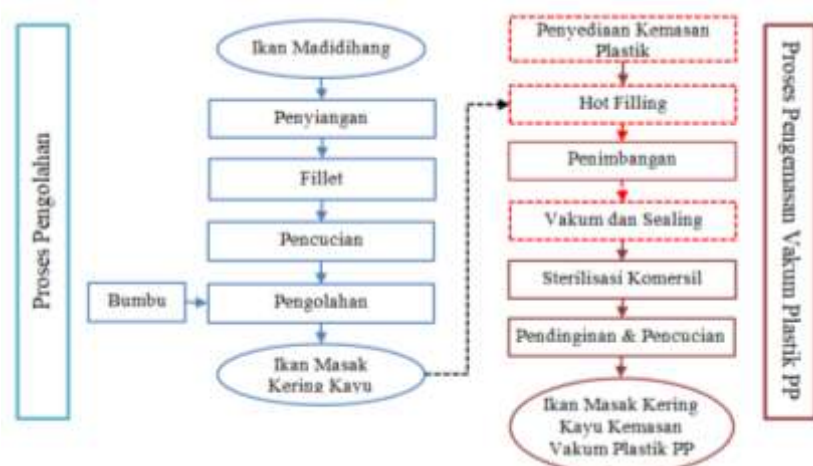 Proses Pengolahan
Ikan Madidihang
Penyiangan
Fillet
Pencucian
Bumbu
Pengolahan
Ikan Masak
Kering Kayu
Penyediaan Kemasan
Plastik
Hot Filling
Penimbangan
Vakum dan Sealing
Sterilisasi Komersil
Pendinginan & Pencucian
Ikan Masak Kering
Kayu Kemasan
Vakum Plastik PP
Proses Pengemasan Vakum Plastik PP